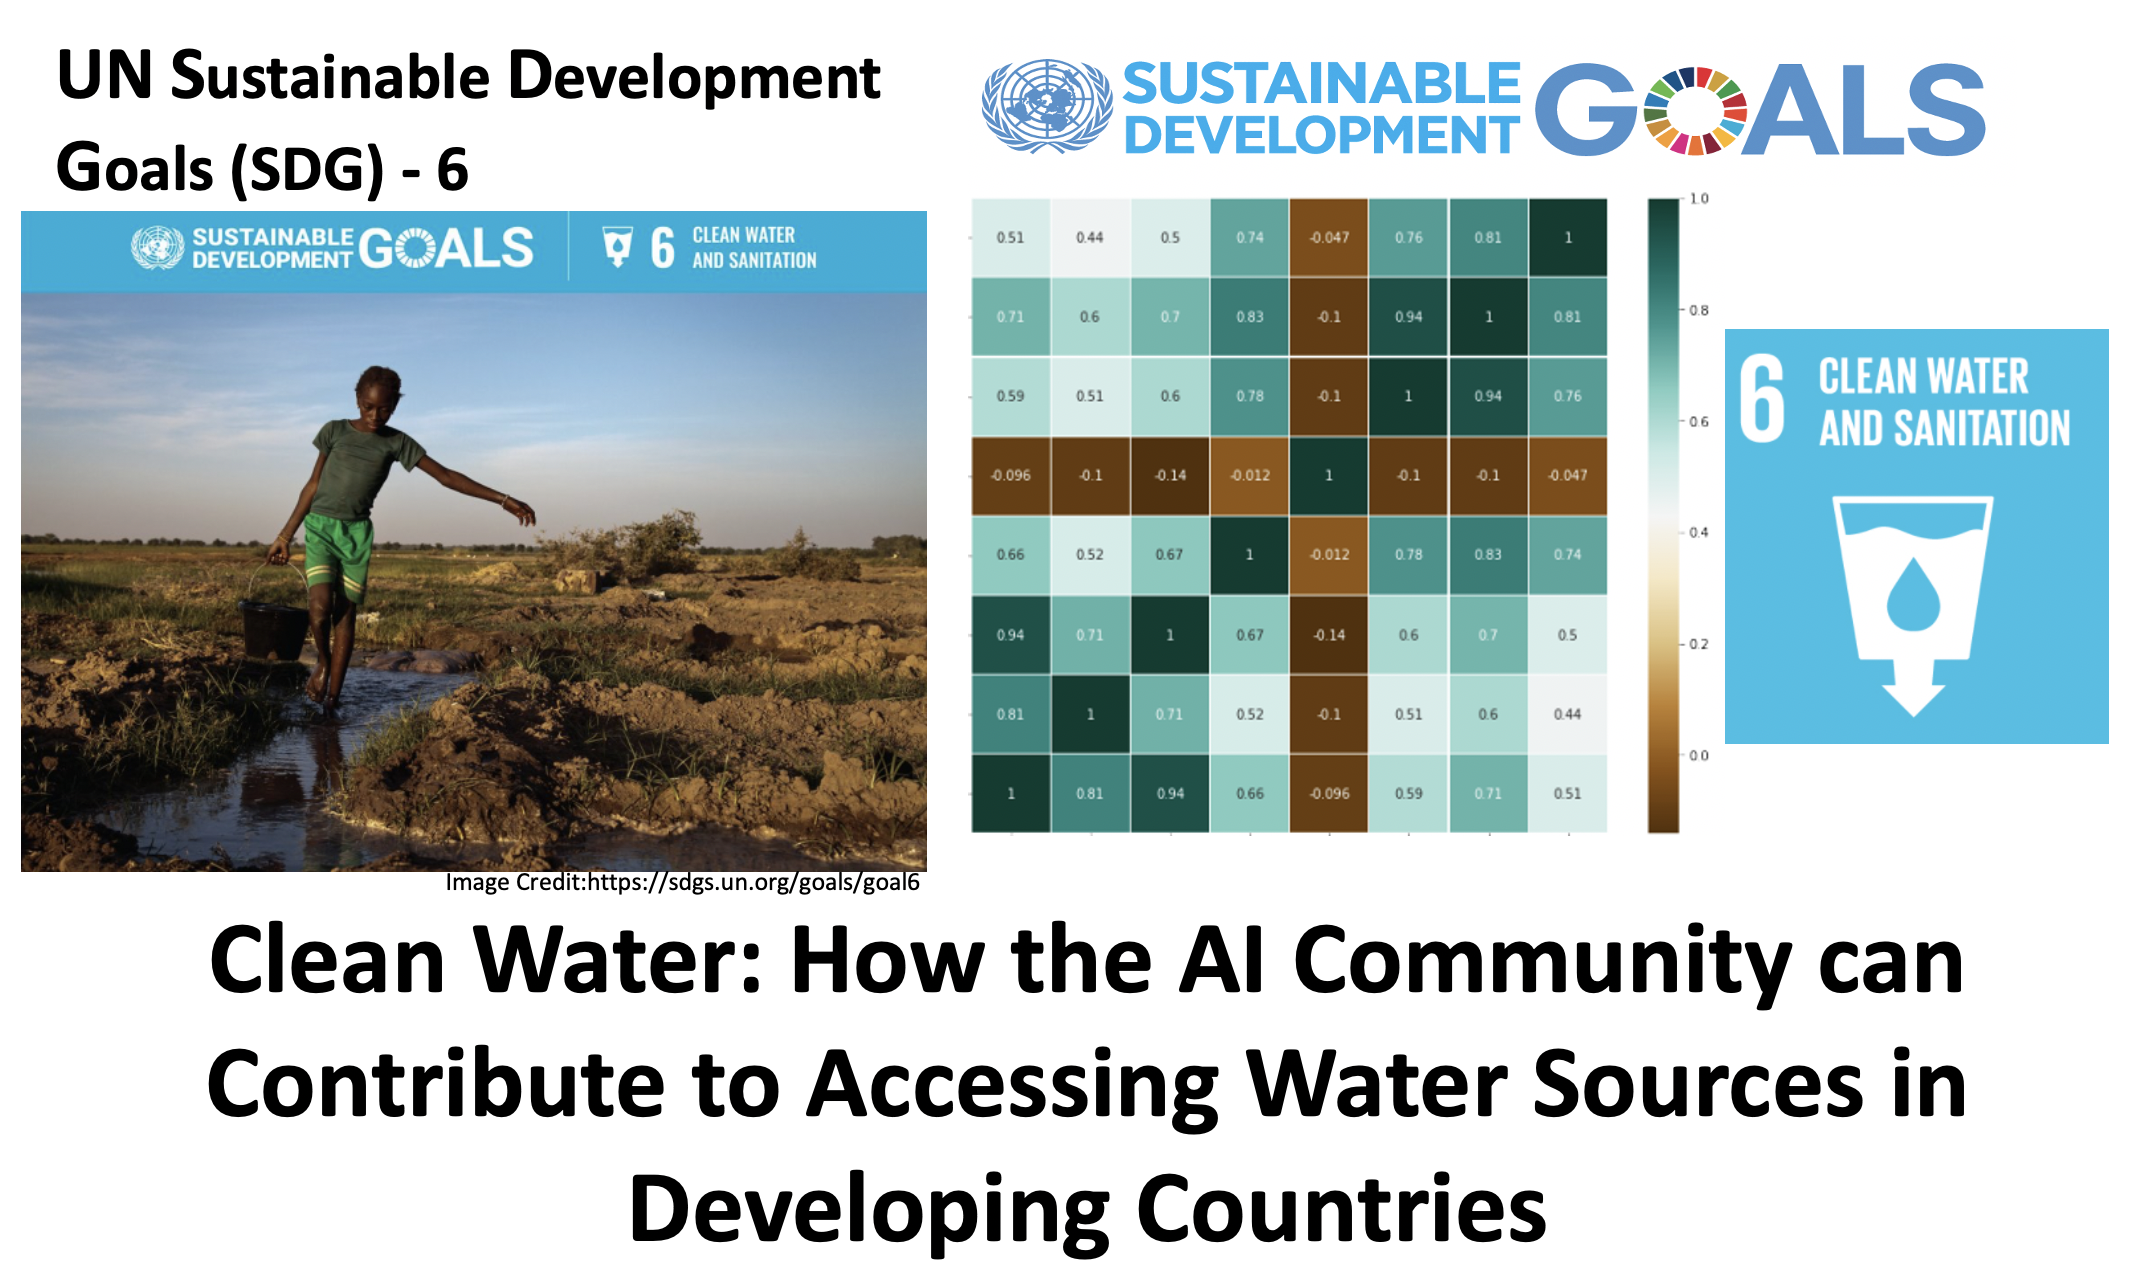 UN Sustainable Development
Goals (SDG) - 6
SUSTAINABLE
DEVELOPMENT
GOALS
SUSTAINABLE
DEVELOPMENT
GOALS
6
CLEAN WATER
AND SANITATION
Image Credit:https://sdgs.un.org/goals/goal6
0.51 0.44 0.5 0.74 -0.047 0.76 0.81 1
0.71 0.6 0.7 0.83 -0.1 0.94 1 0.81
0.59 0.51 0.6 0.78 -0.1 1 0.94 0.76
-0.096 -0.1 -0.14 -0.012 1 -0.1 -0.1 -0.047
0.66 0.52 0.67 1 -0.012 0.78 0.83 0.74
0.94 0.71 1 0.67 -0.14 0.6 0.7 0.5
0.81 1 0.71 0.52 -0.1 0.51 0.6 0.44
1 0.81 0.94 0.66 -0.096 0.59 0.71 0.51
1.0
0.8
0.6
0.4
0.2
0.0
6
CLEAN WATER
AND SANITATION
Clean Water: How the AI Community can
Contribute to Accessing Water Sources in
Developing Countries